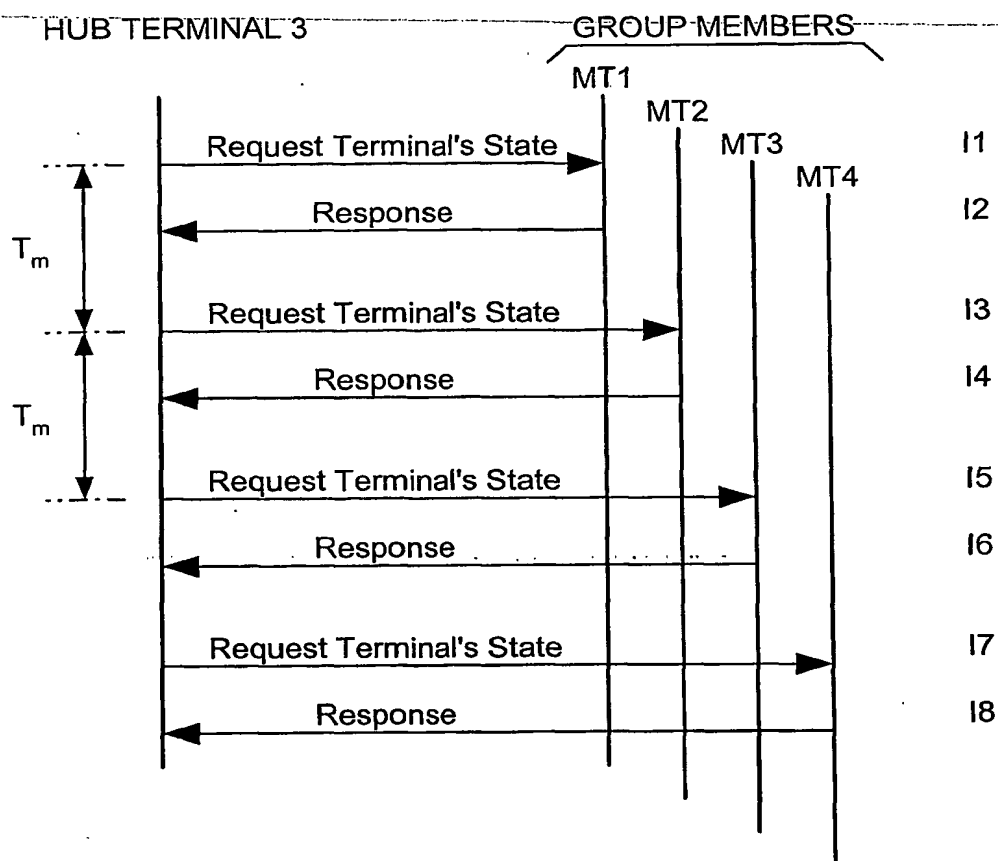 HUB TERMINAL 3 GROUP MEMBERS
MT1
MT2
Request Terminal's State MT3 I1
MT4
Response I2
Tm
Request Terminal's State I3
Response I4
Tm
Request Terminal's State I5
Response I6
Request Terminal's State I7
Response I8